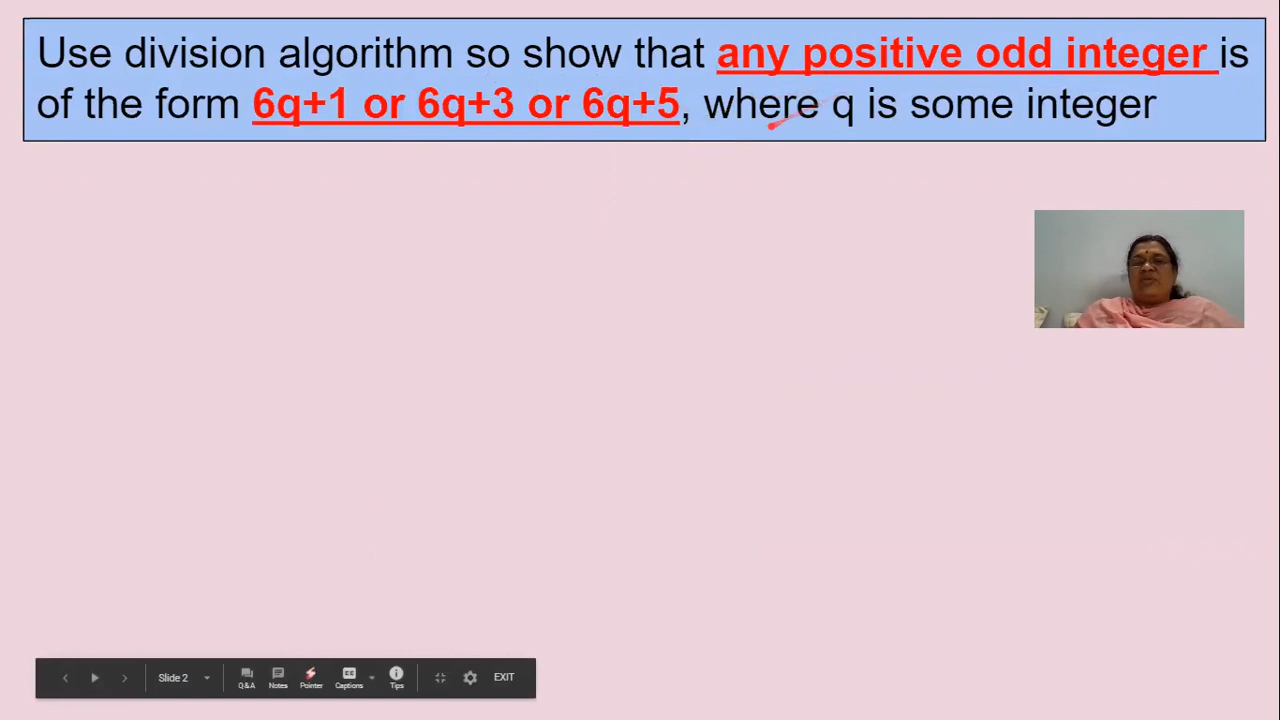 Use division algorithm so show that any positive odd integer is
of the form 6q+1 or 6q+3 or 6q+5, where q is some integer
Slide 2
Q&A
Notes
Pointer
CC
Captions
Tips
EXIT